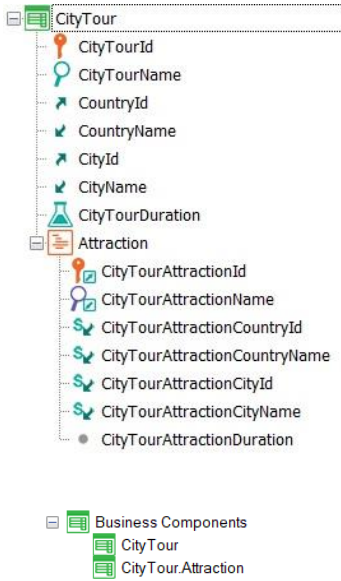 CityTour
CityTourId
CityTourName
CountryId
CountryName
CityId
CityName
CityTourDuration
Attraction
CityTourAttractionId
CityTourAttractionName
CityTourAttractionCountryId
CityTourAttractionCountryName
CityTourAttractionCityId
CityTourAttractionCityName
CityTourAttractionDuration
Business Components
CityTour
CityTour.Attraction